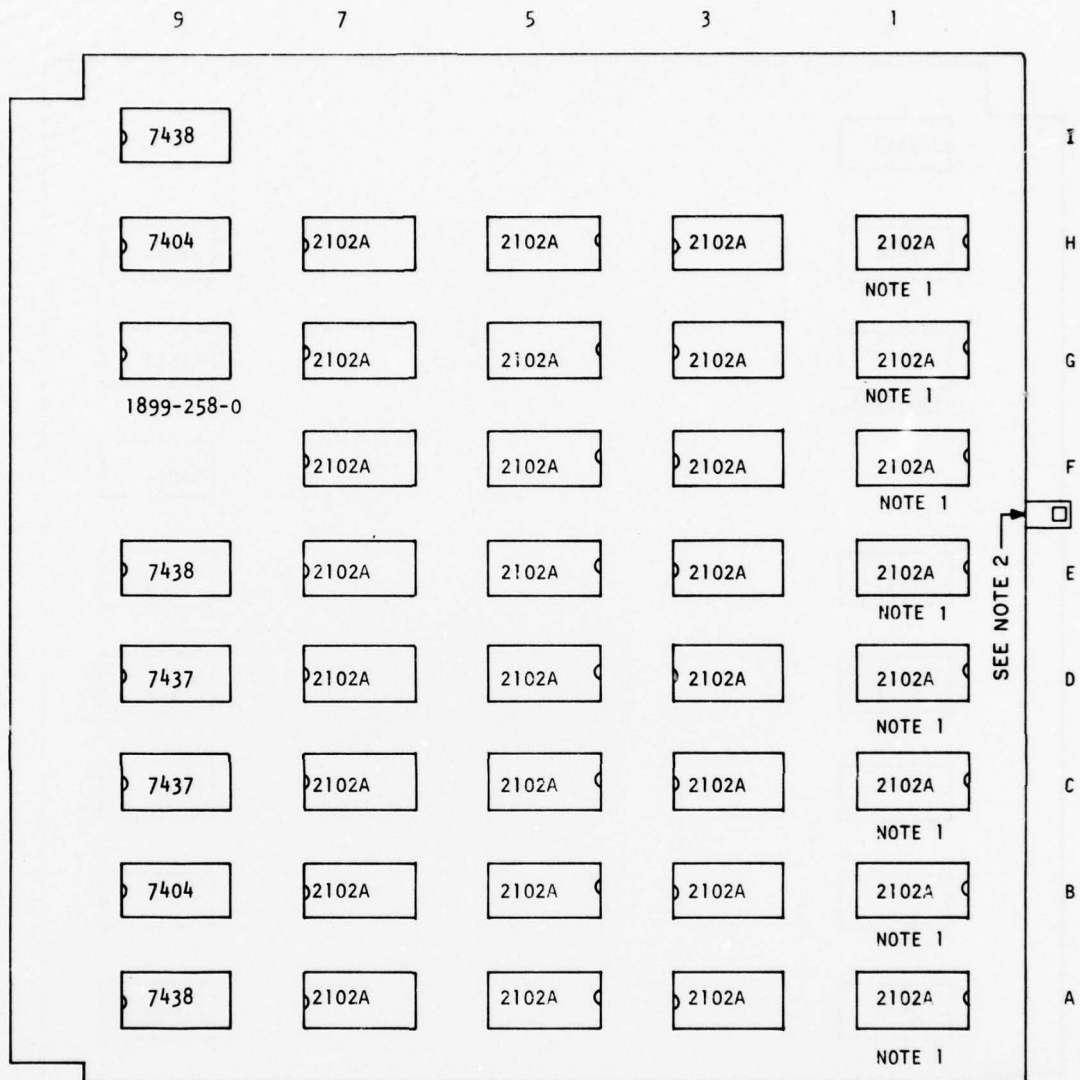 9 7 5 3 1
7438 I
7404 2102A 2102A 2102A 2102A H
NOTE 1
2102A 2102A 2102A 2102A G
1899-258-0 NOTE 1
2102A 2102A 2102A 2102A F
NOTE 1
7438 2102A 2102A 2102A 2102A E
NOTE 1
SEE NOTE 2
7437 2102A 2102A 2102A 2102A D
NOTE 1
7437 2102A 2102A 2102A 2102A C
NOTE 1
7404 2102A 2102A 2102A 2102A B
NOTE 1
7438 2102A 2102A 2102A 2102A A
NOTE 1